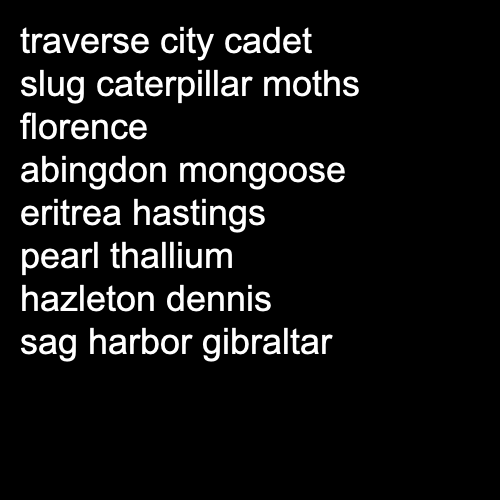 traverse city cadet
slug caterpillar moths
florence
abingdon mongoose
eritrea hastings
pearl thallium
hazleton dennis
sag harbor gibraltar